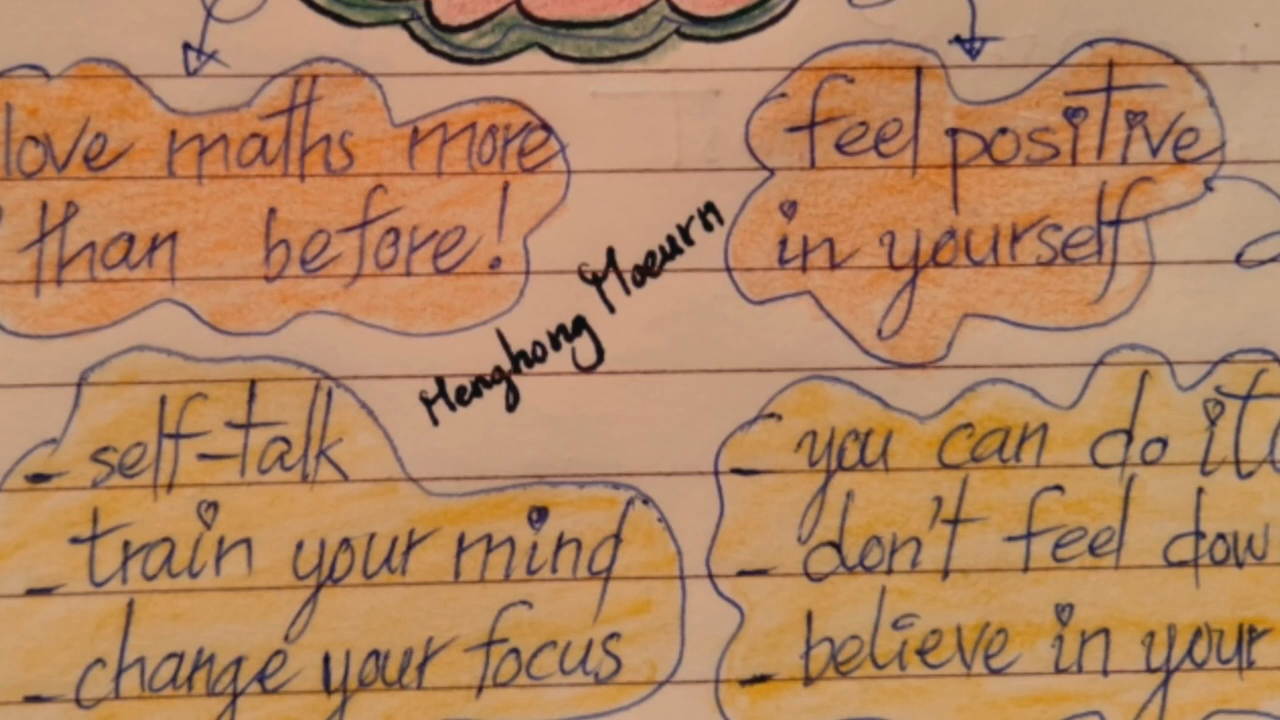 love maths more
than before!
- feel positive
in yourself
Menghong Moeurn
- self-talk
- train your mind
- change your focus
- you can do it
- don't feel dow
- believe in your